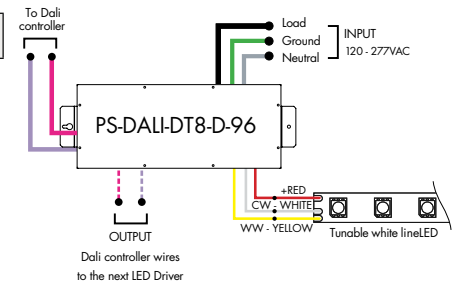 To Dali
controller
Load
Ground
Neutral
INPUT
120 - 277VAC
PS-DALI-DT8-D-96
+RED
CW - WHITE
WW - YELLOW
Tunable white lineLED
OUTPUT
Dali controller wires
to the next LED Driver